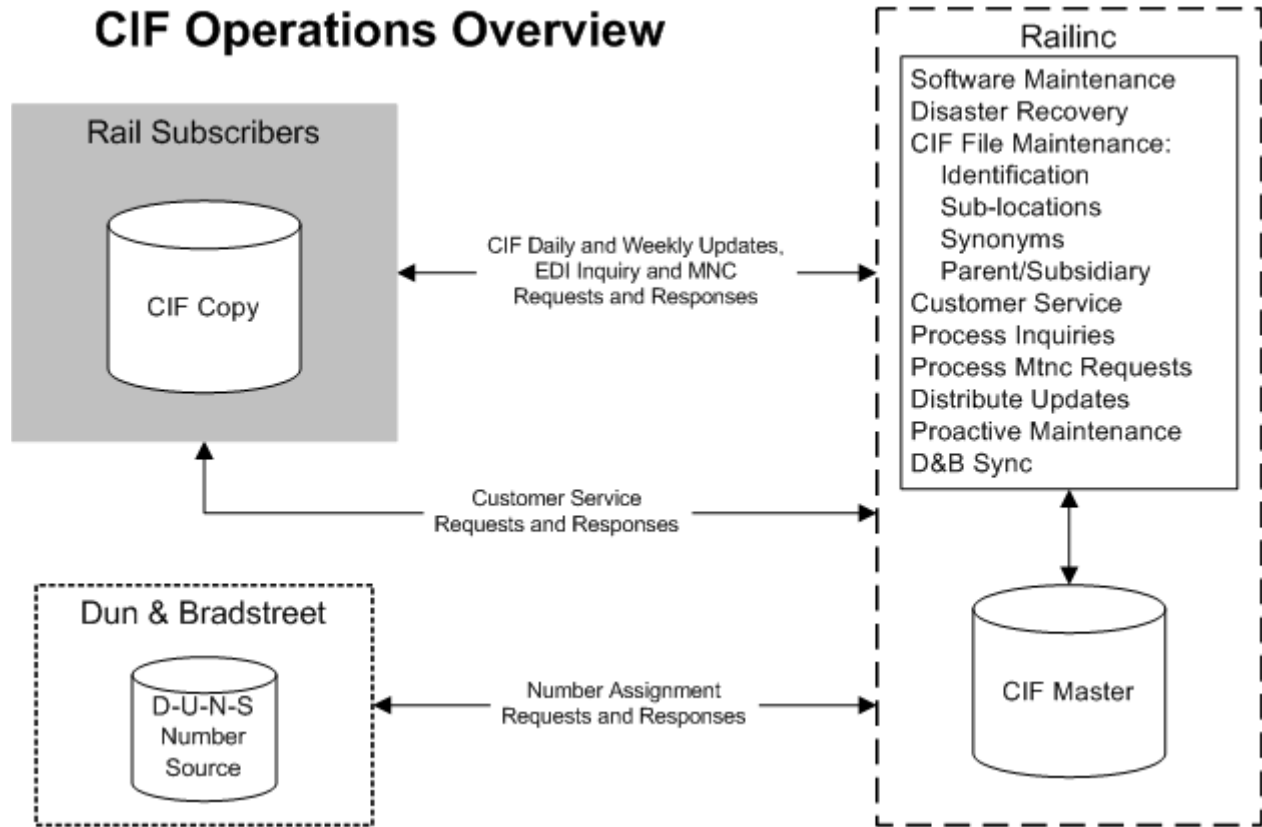 CIF Operations Overview
Rail Subscribers
CIF Copy
CIF Daily and Weekly Updates,
EDI Inquiry and MNC
Requests and Responses
Customer Service
Requests and Responses
Dun & Bradstreet
D-U-N-S
Number
Source
Number Assignment
Requests and Responses
Railinc
Software Maintenance
Disaster Recovery
CIF File Maintenance:
Identification
Sub-locations
Synonyms
Parent/Subsidiary
Customer Service
Process Inquiries
Process Mtnc Requests
Distribute Updates
Proactive Maintenance
D&B Sync
CIF Master